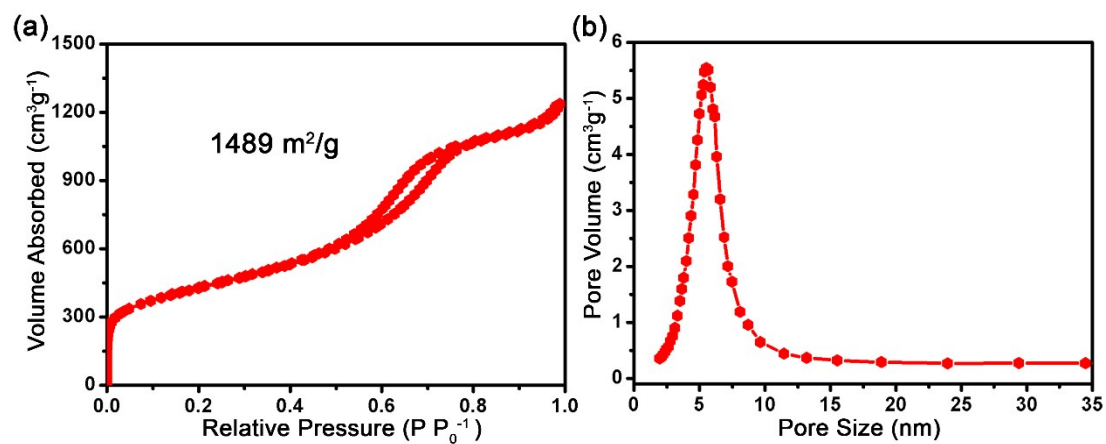 (a)
Volume Absorbed (cm³g⁻¹)
1500
1200
900
600
300
0
1489 m²/g
0.0 0.2 0.4 0.6 0.8 1.0
Relative Pressure (P P₀⁻¹)
(b)
Pore Volume (cm³g⁻¹)
6
5
4
3
2
1
0
0 5 10 15 20 25 30 35
Pore Size (nm)